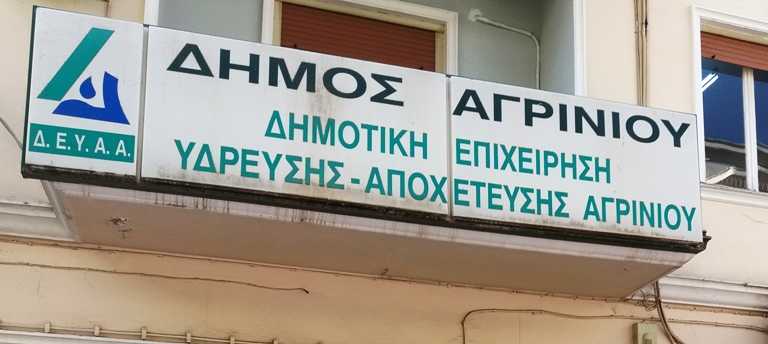 Δ.Ε.Υ.Α.Α.
ΔΗΜΟΣ ΑΓΡΙΝΙΟΥ
ΔΗΜΟΤΙΚΗ ΕΠΙΧΕΙΡΗΣΗ
ΥΔΡΕΥΣΗΣ-ΑΠΟΧΕΤΕΥΣΗΣ ΑΓΡΙΝΙΟΥ